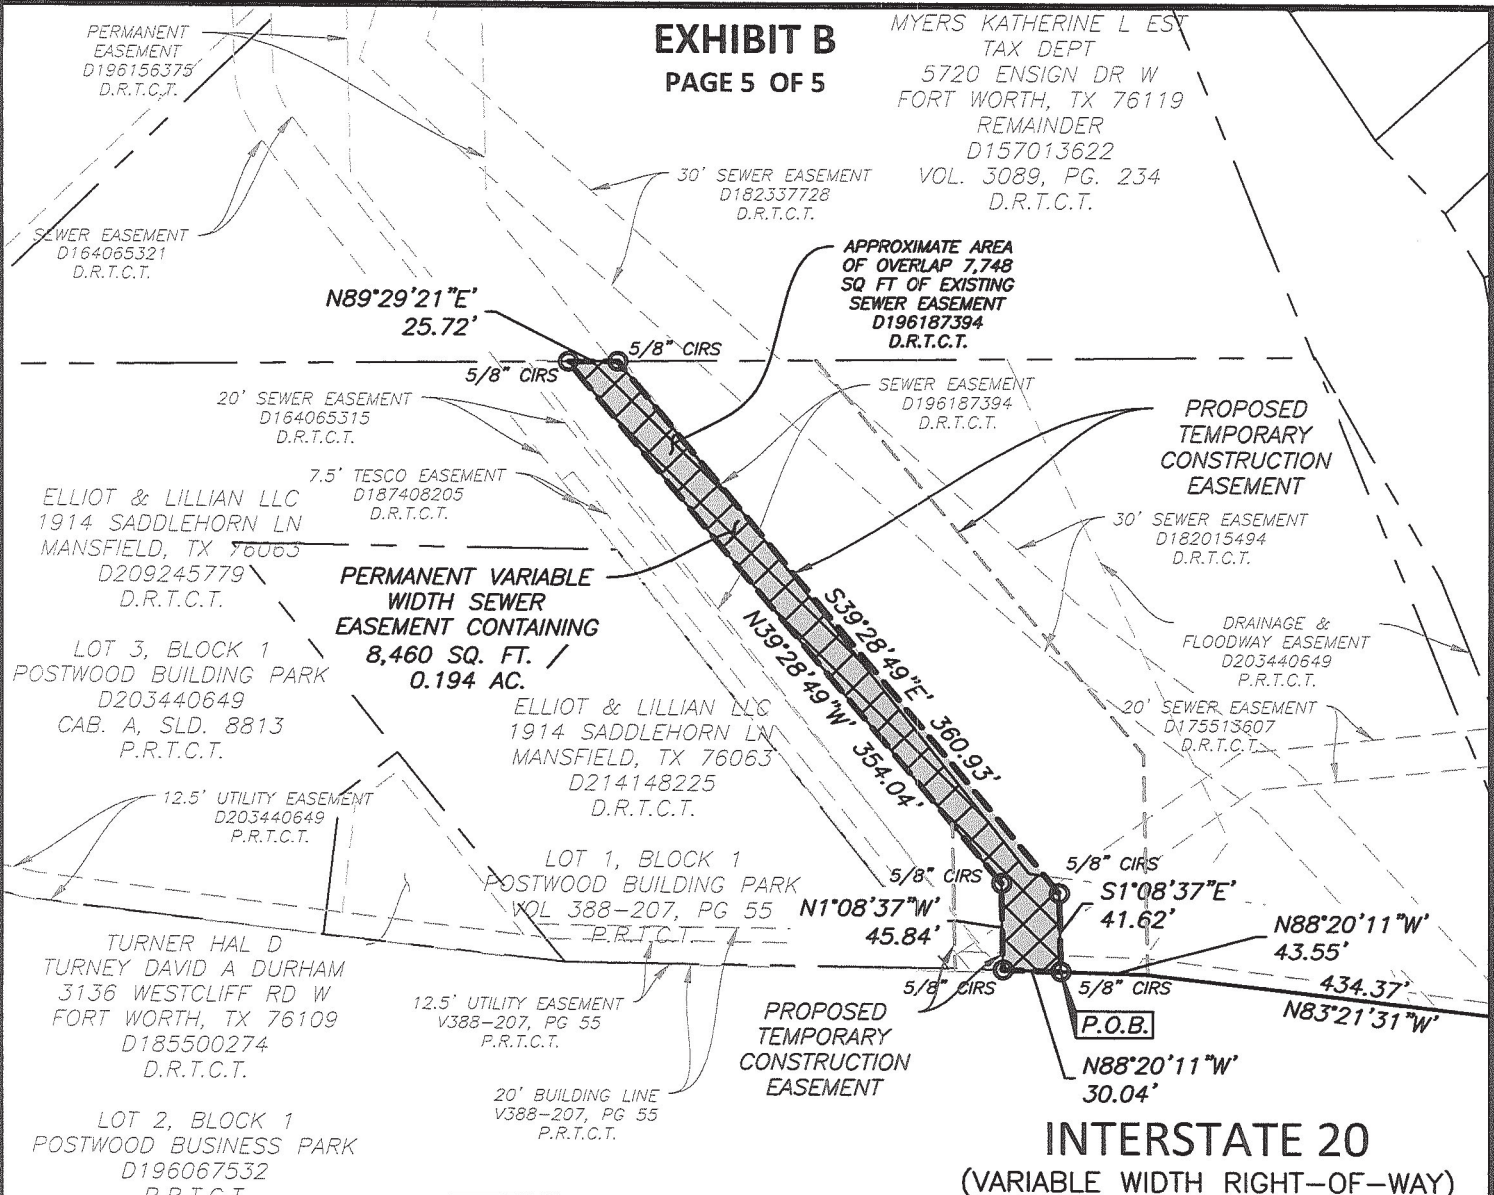 EXHIBIT B
PAGE 5 OF 5
PERMANENT
EASEMENT
D196156375
D.R.T.C.T.
MYERS KATHERINE L EST
TAX DEPT
5720 ENSIGN DR W
FORT WORTH, TX 76119
REMAINDER
D157013622
VOL. 3089, PG. 234
D.R.T.C.T.
30' SEWER EASEMENT
D182337728
D.R.T.C.T.
SEWER EASEMENT
D164065321
D.R.T.C.T.
APPROXIMATE AREA
OF OVERLAP 7,748
SQ FT OF EXISTING
SEWER EASEMENT
D196187394
D.R.T.C.T.
N89°29'21"E'
25.72'
5/8" CIRS
5/8" CIRS
20' SEWER EASEMENT
D164065315
D.R.T.C.T.
SEWER EASEMENT
D196187394
D.R.T.C.T.
PROPOSED
TEMPORARY
CONSTRUCTION
EASEMENT
7.5' TESCO EASEMENT
D187408205
D.R.T.C.T.
ELLIOT & LILLIAN LLC
1914 SADDLEHORN LN
MANSFIELD, TX 76063
D209245779
D.R.T.C.T.
30' SEWER EASEMENT
D182015494
D.R.T.C.T.
PERMANENT VARIABLE
WIDTH SEWER
EASEMENT CONTAINING
8,460 SQ. FT. /
0.194 AC.
S39°28'49"E' 360.93'
N39°28'49"W' 354.04'
DRAINAGE &
FLOODWAY EASEMENT
D203440649
P.R.T.C.T.
LOT 3, BLOCK 1
POSTWOOD BUILDING PARK
D203440649
CAB. A, SLD. 8813
P.R.T.C.T.
ELLIOT & LILLIAN LLC
1914 SADDLEHORN LN
MANSFIELD, TX 76063
D214148225
D.R.T.C.T.
20' SEWER EASEMENT
D175513607
D.R.T.C.T.
12.5' UTILITY EASEMENT
D203440649
P.R.T.C.T.
LOT 1, BLOCK 1
POSTWOOD BUILDING PARK
VOL 388-207, PG 55
P.R.T.C.T.
5/8" CIRS
5/8" CIRS
N1°08'37"W'
45.84'
S1°08'37"E'
41.62'
N88°20'11"W'
43.55'
TURNER HAL D
TURNEY DAVID A DURHAM
3136 WESTCLIFF RD W
FORT WORTH, TX 76109
D185500274
D.R.T.C.T.
5/8" CIRS
5/8" CIRS
434.37'
N83°21'31"W'
12.5' UTILITY EASEMENT
V388-207, PG 55
P.R.T.C.T.
PROPOSED
TEMPORARY
CONSTRUCTION
EASEMENT
P.O.B.
N88°20'11"W'
30.04'
20' BUILDING LINE
V388-207, PG 55
P.R.T.C.T.
LOT 2, BLOCK 1
POSTWOOD BUSINESS PARK
D196067532
P.R.T.C.T.
INTERSTATE 20
(VARIABLE WIDTH RIGHT-OF-WAY)